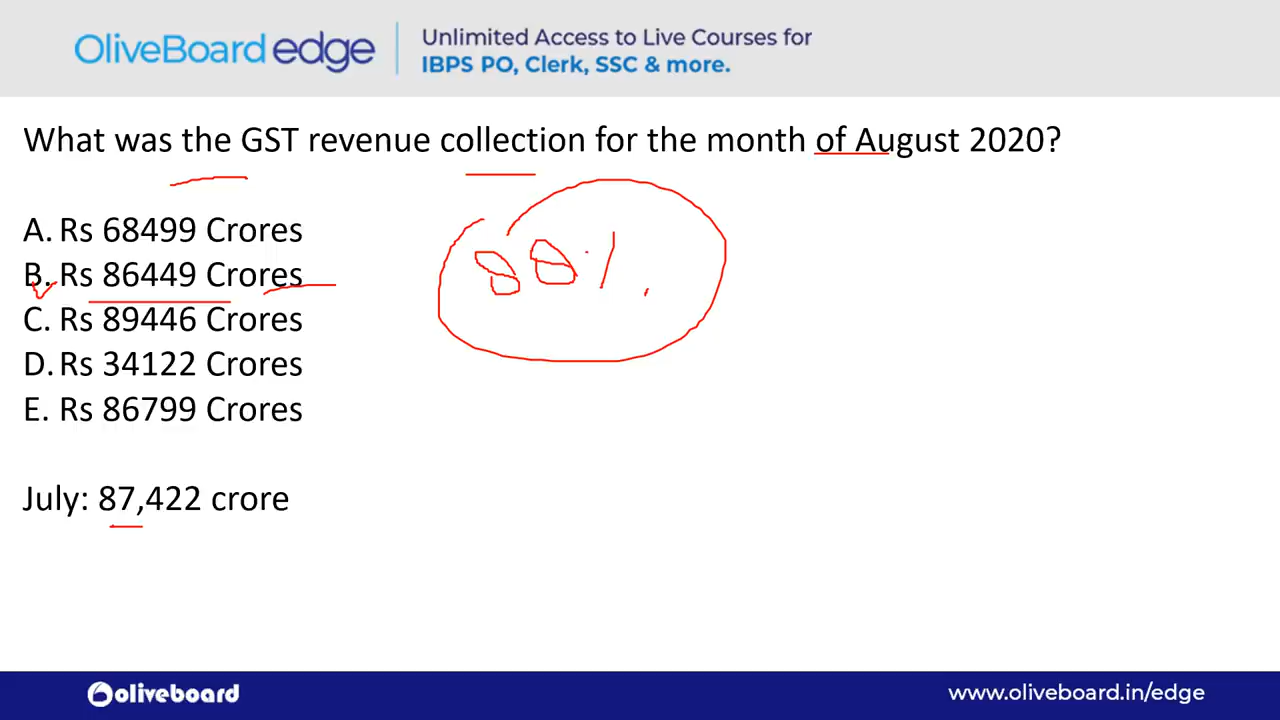 OliveBoard edge
Unlimited Access to Live Courses for
IBPS PO, Clerk, SSC & more.
What was the GST revenue collection for the month of August 2020?
A. Rs 68499 Crores
B. Rs 86449 Crores
C. Rs 89446 Crores
D. Rs 34122 Crores
E. Rs 86799 Crores
88%
July: 87,422 crore
oliveboard
www.oliveboard.in/edge